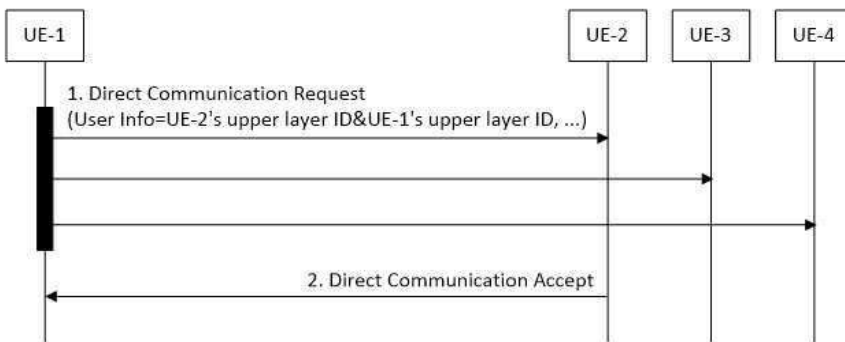 UE-1
UE-2
UE-3
UE-4
1. Direct Communication Request
(User Info=UE-2's upper layer ID&UE-1's upper layer ID, ...)
2. Direct Communication Accept